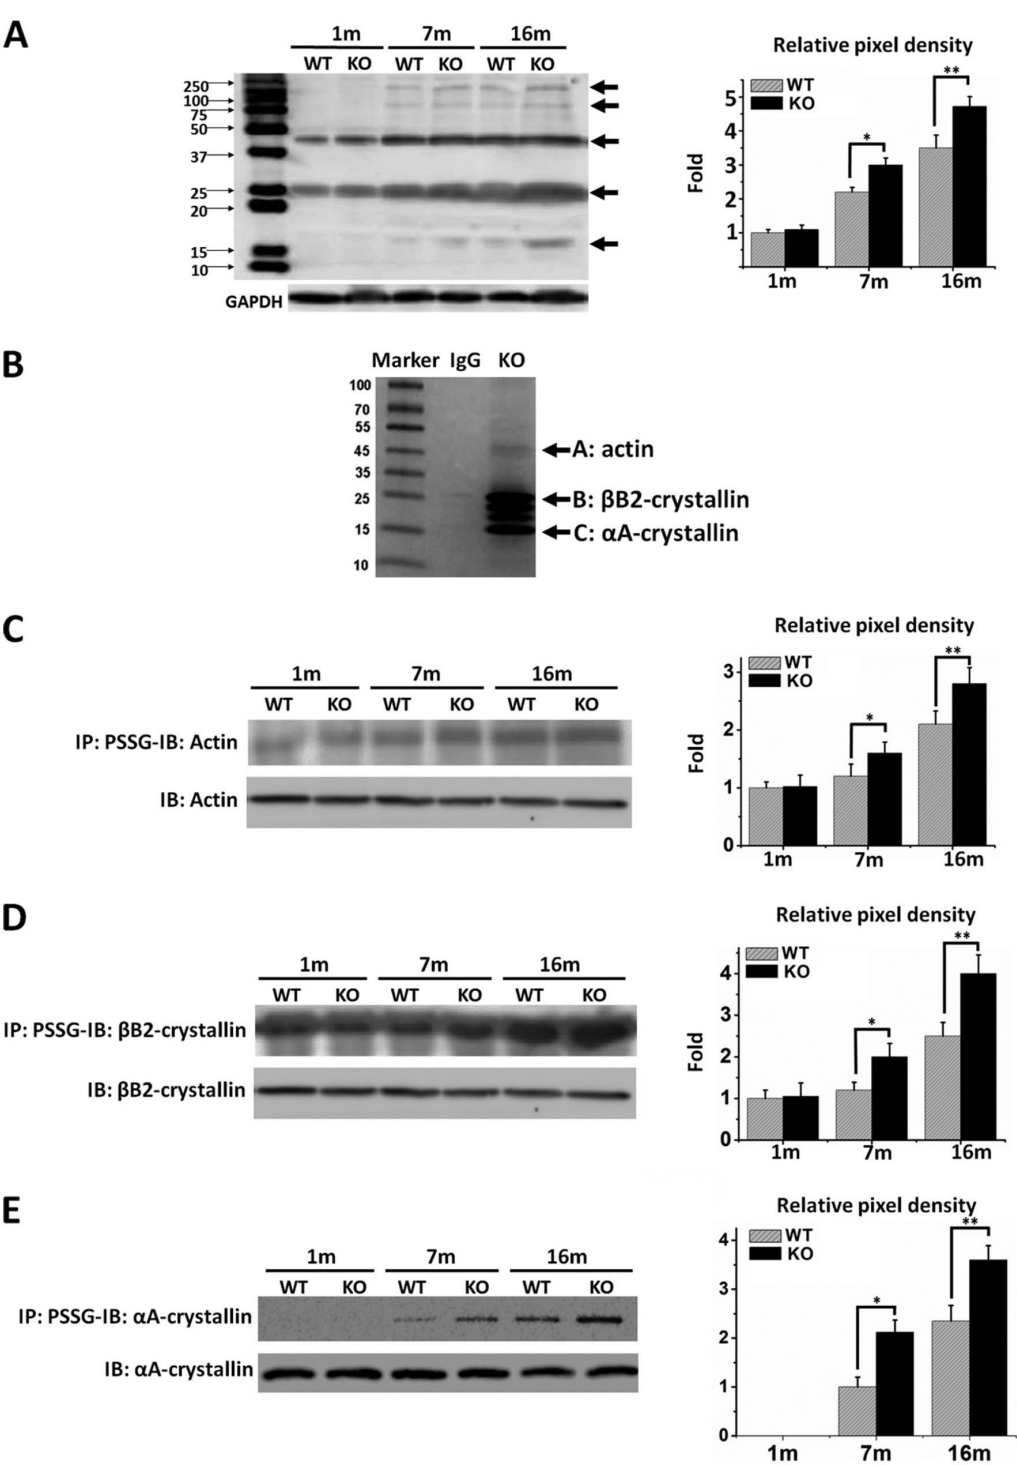 A
1m 7m 16m
WT KO WT KO WT KO
250
100
75
50
37
25
20
15
10
GAPDH
Relative pixel density
WT
KO
**
*
Fold
5
4
3
2
1
1m 7m 16m
B
Marker IgG KO
100
70
55
45
35
25
15
10
A: actin
B: βB2-crystallin
C: αA-crystallin
C
1m 7m 16m
WT KO WT KO WT KO
IP: PSSG-IB: Actin
IB: Actin
Relative pixel density
WT
KO
**
*
Fold
3
2
1
0
1m 7m 16m
D
1m 7m 16m
WT KO WT KO WT KO
IP: PSSG-IB: βB2-crystallin
IB: βB2-crystallin
Relative pixel density
WT
KO
**
*
Fold
4
3
2
1
0
1m 7m 16m
E
1m 7m 16m
WT KO WT KO WT KO
IP: PSSG-IB: αA-crystallin
IB: αA-crystallin
Relative pixel density
WT
KO
**
*
4
3
2
1
0
1m 7m 16m